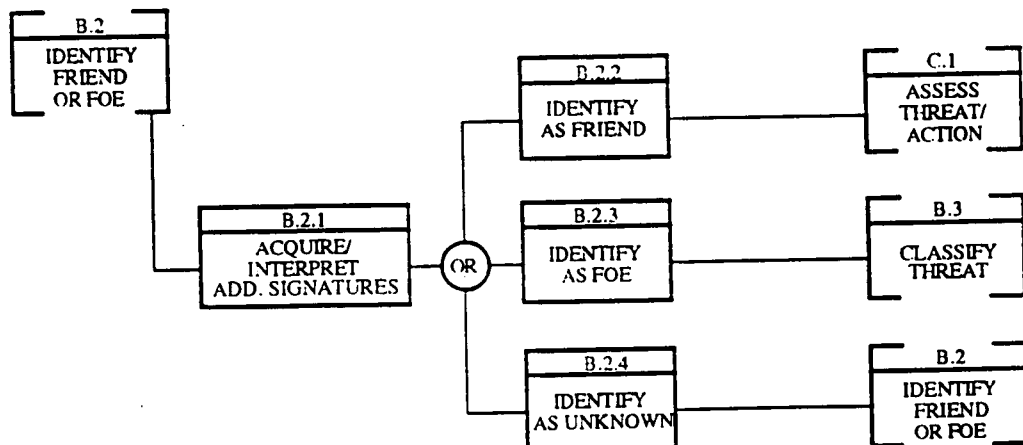 B.2
IDENTIFY
FRIEND
OR FOE
B.2.1
ACQUIRE/
INTERPRET
ADD. SIGNATURES
OR
B.2.2
IDENTIFY
AS FRIEND
C.1
ASSESS
THREAT/
ACTION
B.2.3
IDENTIFY
AS FOE
B.3
CLASSIFY
THREAT
B.2.4
IDENTIFY
AS UNKNOWN
B.2
IDENTIFY
FRIEND
OR FOE